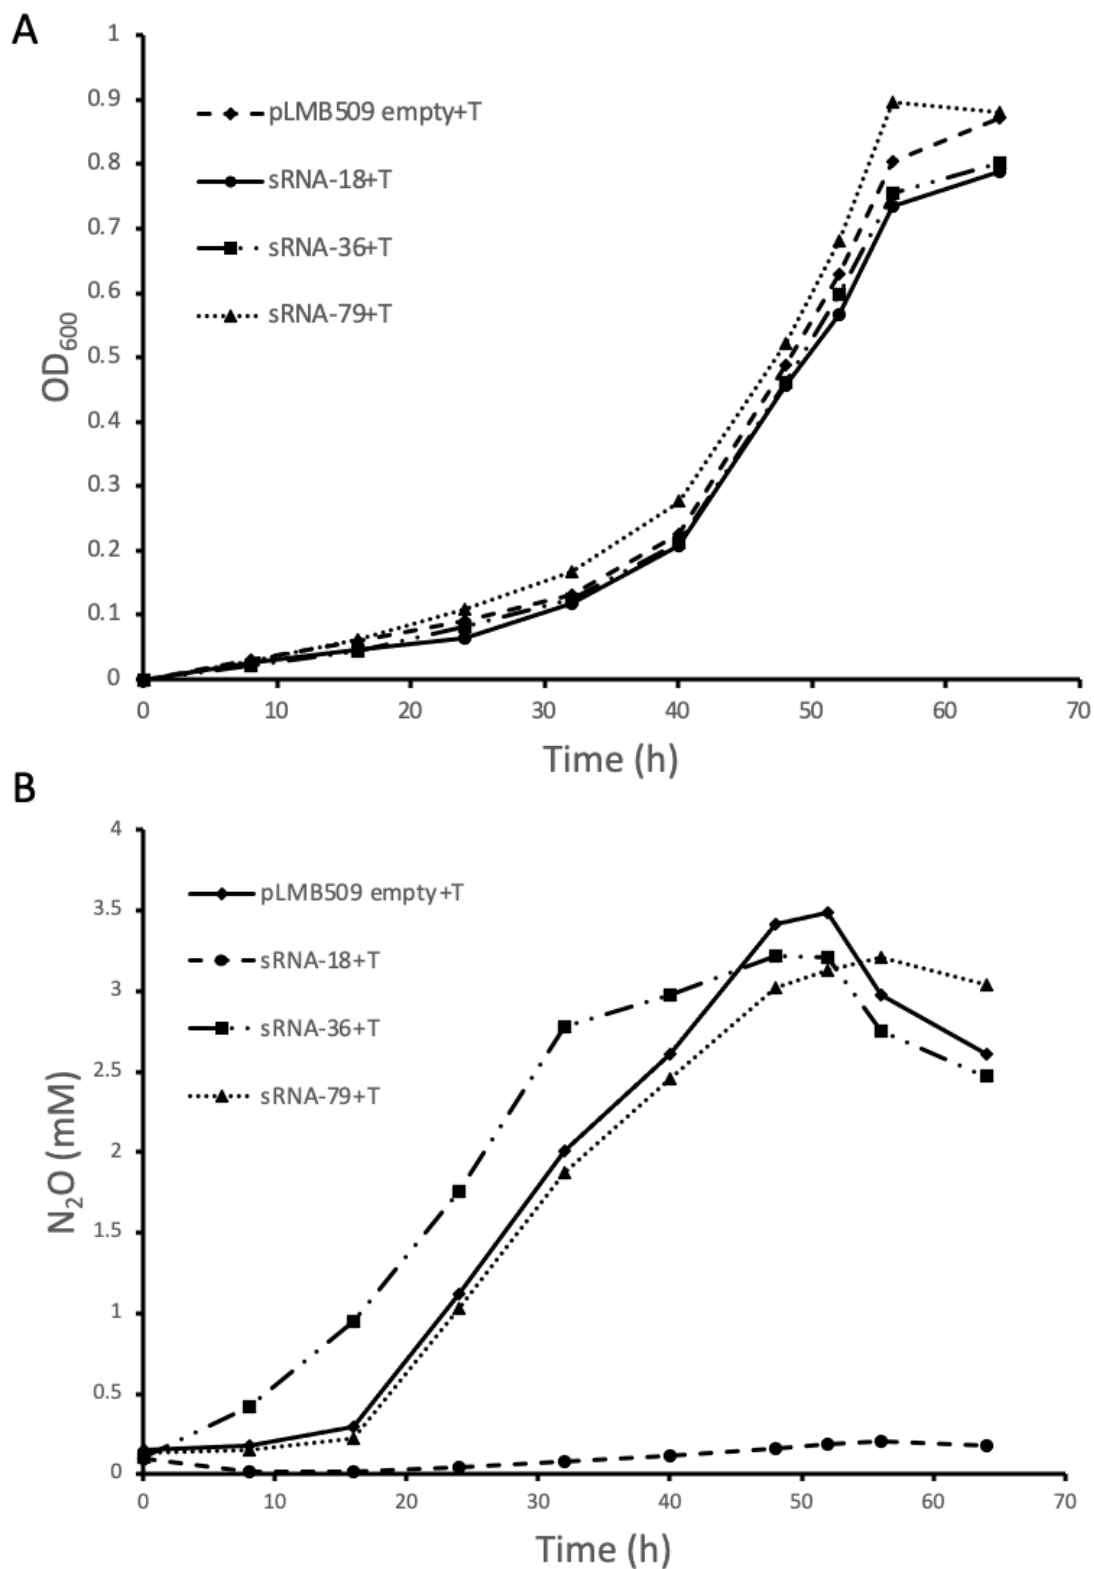 A
1
0.9
0.8
0.7
0.6
0.5
0.4
0.3
0.2
0.1
0
OD600
pLMB509 empty+T
sRNA-18+T
sRNA-36+T
sRNA-79+T
0 10 20 30 40 50 60 70
Time (h)
B
4
3.5
3
2.5
2
1.5
1
0.5
0
N2O (mM)
pLMB509 empty+T
sRNA-18+T
sRNA-36+T
sRNA-79+T
0 10 20 30 40 50 60 70
Time (h)